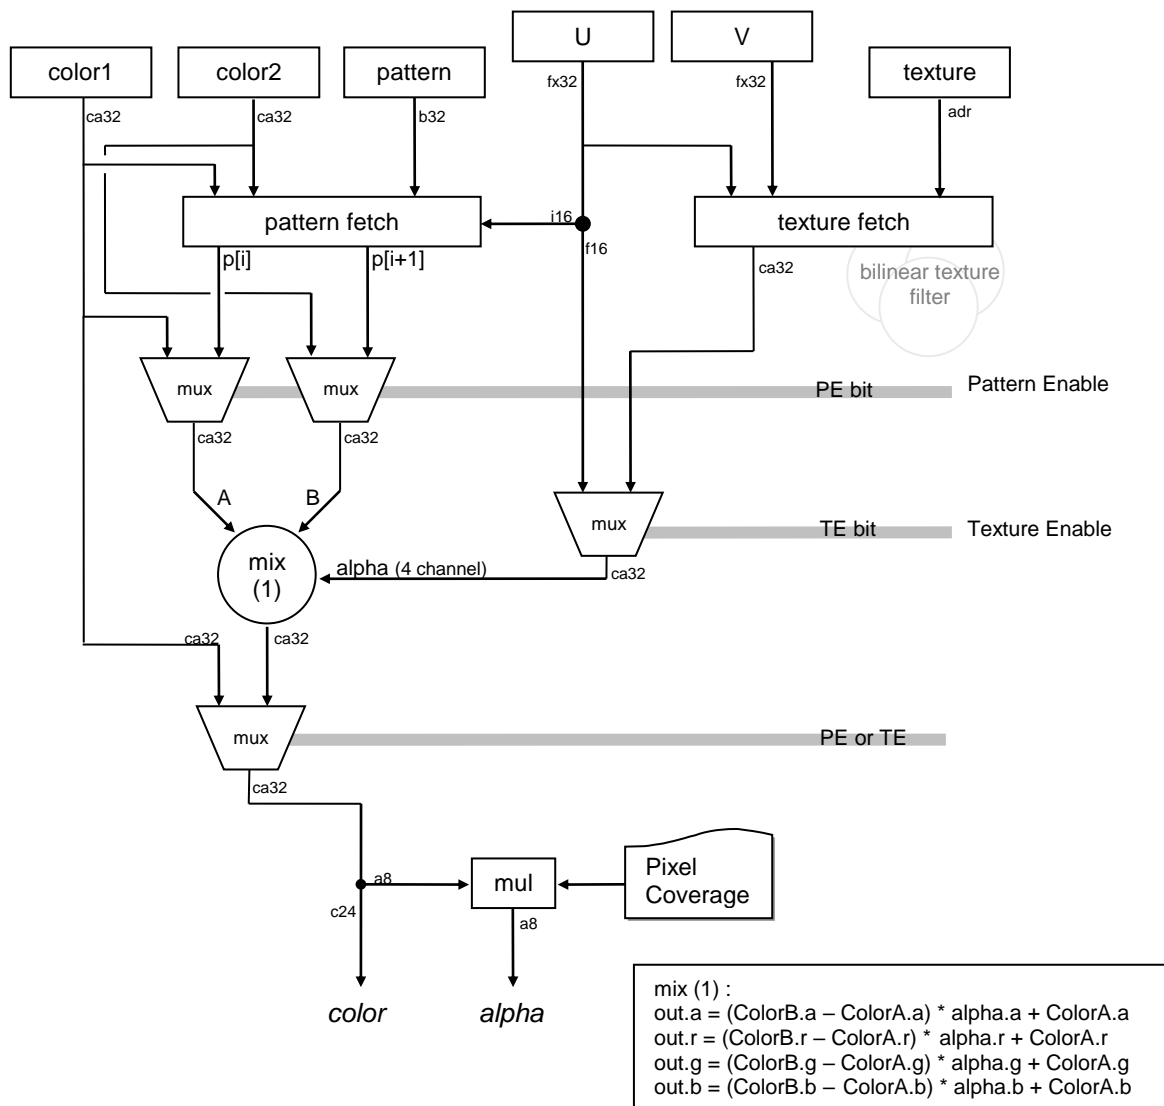 U
V
color1
color2
pattern
texture
fx32
fx32
ca32
ca32
b32
adr
pattern fetch
i16
texture fetch
f16
p[i]
p[i+1]
ca32
bilinear texture
filter
mux
mux
PE bit
Pattern Enable
ca32
ca32
A
B
mux
TE bit
Texture Enable
mix
(1)
alpha (4 channel)
ca32
ca32
ca32
mux
PE or TE
ca32
a8
mul
Pixel
Coverage
c24
a8
color
alpha
mix (1) :
out.a = (ColorB.a – ColorA.a) * alpha.a + ColorA.a
out.r = (ColorB.r – ColorA.r) * alpha.r + ColorA.r
out.g = (ColorB.g – ColorA.g) * alpha.g + ColorA.g
out.b = (ColorB.b – ColorA.b) * alpha.b + ColorA.b